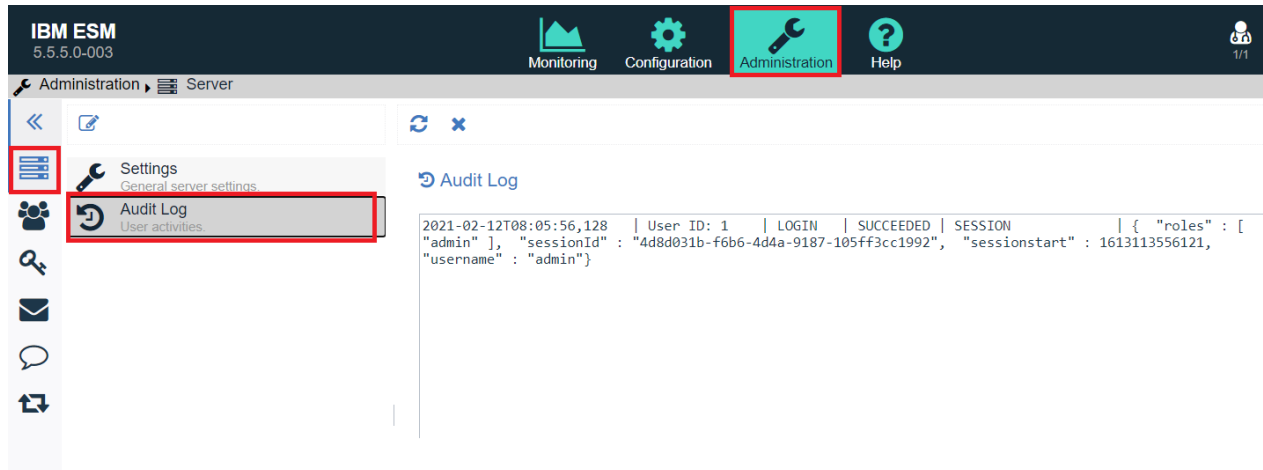 IBM ESM
5.5.5.0-003
Monitoring
Configuration
Administration
Help
1/1
Administration
Server
Settings
General server settings.
Audit Log
User activities.
Audit Log
2021-02-12T08:05:56,128 | User ID: 1 | LOGIN | SUCCEEDED | SESSION | { "roles" : [
"admin" ], "sessionId" : "4d8d031b-f6b6-4d4a-9187-105ff3cc1992", "sessionstart" : 1613113556121,
"username" : "admin"}